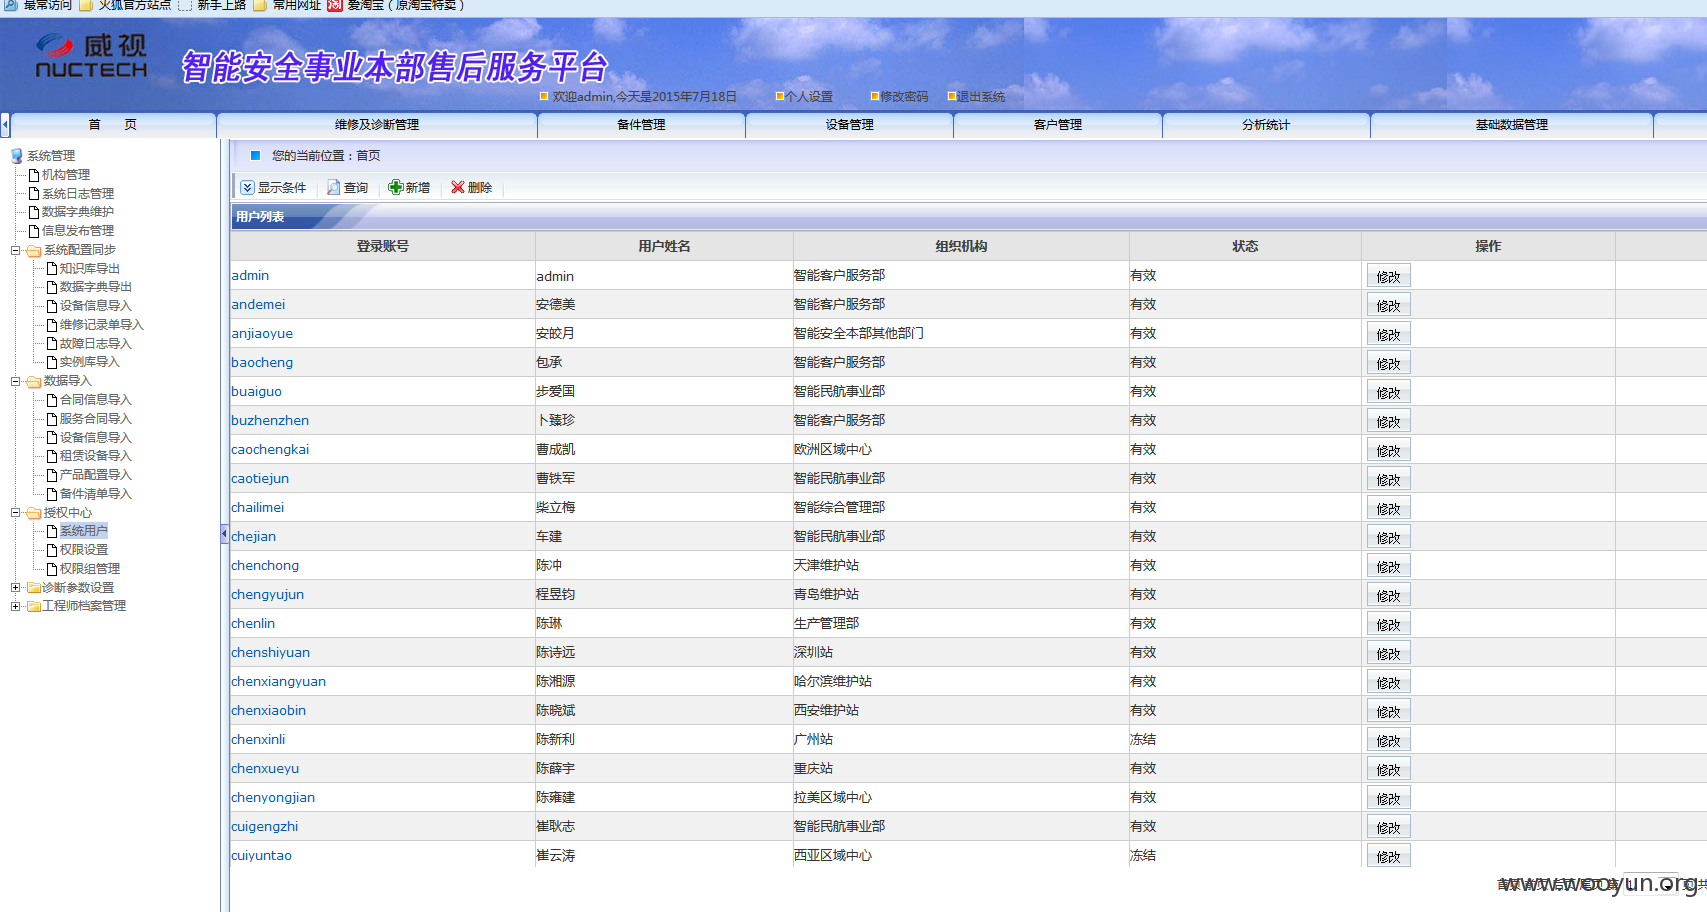 最常访问 火狐官方站点 新手上路 常用网址 爱淘宝(原淘宝特卖)
威视
NUCTECH
智能安全事业本部售后服务平台
欢迎admin,今天是2015年7月18日 个人设置 修改密码 退出系统
首 页 维修及诊断管理 备件管理 设备管理 客户管理 分析统计 基础数据管理
系统管理
机构管理
系统日志管理
数据字典维护
信息发布管理
系统配置同步
知识库导出
数据字典导出
设备信息导入
维修记录单导入
故障日志导入
实例库导入
数据导入
合同信息导入
服务合同导入
设备信息导入
租赁设备导入
产品配置导入
备件清单导入
授权中心
系统用户
权限设置
权限组管理
诊断参数设置
工程师档案管理
您的当前位置：首页
显示条件 查询 新增 删除
用户列表
登录账号 用户姓名 组织机构 状态 操作
admin admin 智能客户服务部 有效 修改
andemei 安德美 智能客户服务部 有效 修改
anjiaoyue 安皎月 智能安全本部其他部门 有效 修改
baocheng 包承 智能客户服务部 有效 修改
buaiguo 步爱国 智能民航事业部 有效 修改
buzhenzhen 卜臻珍 智能客户服务部 有效 修改
caochengkai 曹成凯 欧洲区域中心 有效 修改
caotiejun 曹铁军 智能民航事业部 有效 修改
chailimei 柴立梅 智能综合管理部 有效 修改
chejian 车建 智能民航事业部 有效 修改
chenchong 陈冲 天津维护站 有效 修改
chengyujun 程昱钧 青岛维护站 有效 修改
chenlin 陈琳 生产管理部 有效 修改
chenshiyuan 陈诗远 深圳站 有效 修改
chenxiangyuan 陈湘源 哈尔滨维护站 有效 修改
chenxiaobin 陈晓斌 西安维护站 有效 修改
chenxinli 陈新利 广州站 冻结 修改
chenxueyu 陈薛宇 重庆站 有效 修改
chenyongjian 陈雍建 拉美区域中心 有效 修改
cuigengzhi 崔耿志 智能民航事业部 有效 修改
cuiyuntao 崔云涛 西亚区域中心 冻结 修改
www.wooyun.org